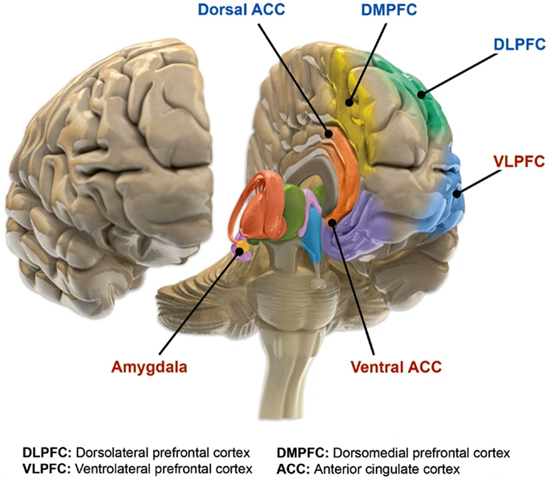 Dorsal ACC
DMPFC
DLPFC
VLPFC
Amygdala
Ventral ACC
DLPFC: Dorsolateral prefrontal cortex
DMPFC: Dorsomedial prefrontal cortex
VLPFC: Ventrolateral prefrontal cortex
ACC: Anterior cingulate cortex